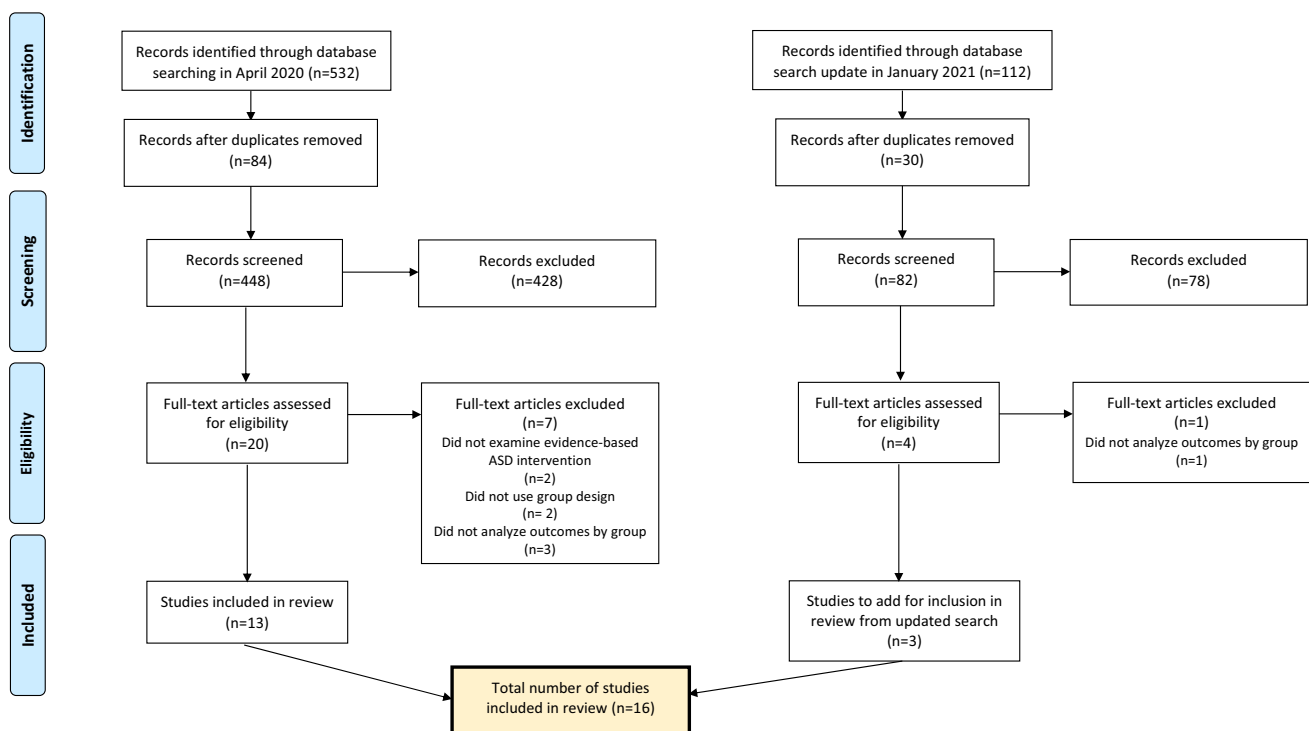 Identification
Records identified through database
searching in April 2020 (n=532)
Records identified through database
search update in January 2021 (n=112)
Records after duplicates removed
(n=84)
Records after duplicates removed
(n=30)
Screening
Records screened
(n=448)
Records excluded
(n=428)
Records screened
(n=82)
Records excluded
(n=78)
Eligibility
Full-text articles assessed
for eligibility
(n=20)
Full-text articles excluded
(n=7)
Did not examine evidence-based
ASD intervention
(n=2)
Did not use group design
(n= 2)
Did not analyze outcomes by group
(n=3)
Full-text articles assessed
for eligibility
(n=4)
Full-text articles excluded
(n=1)
Did not analyze outcomes by group
(n=1)
Included
Studies included in review
(n=13)
Studies to add for inclusion in
review from updated search
(n=3)
Total number of studies
included in review (n=16)